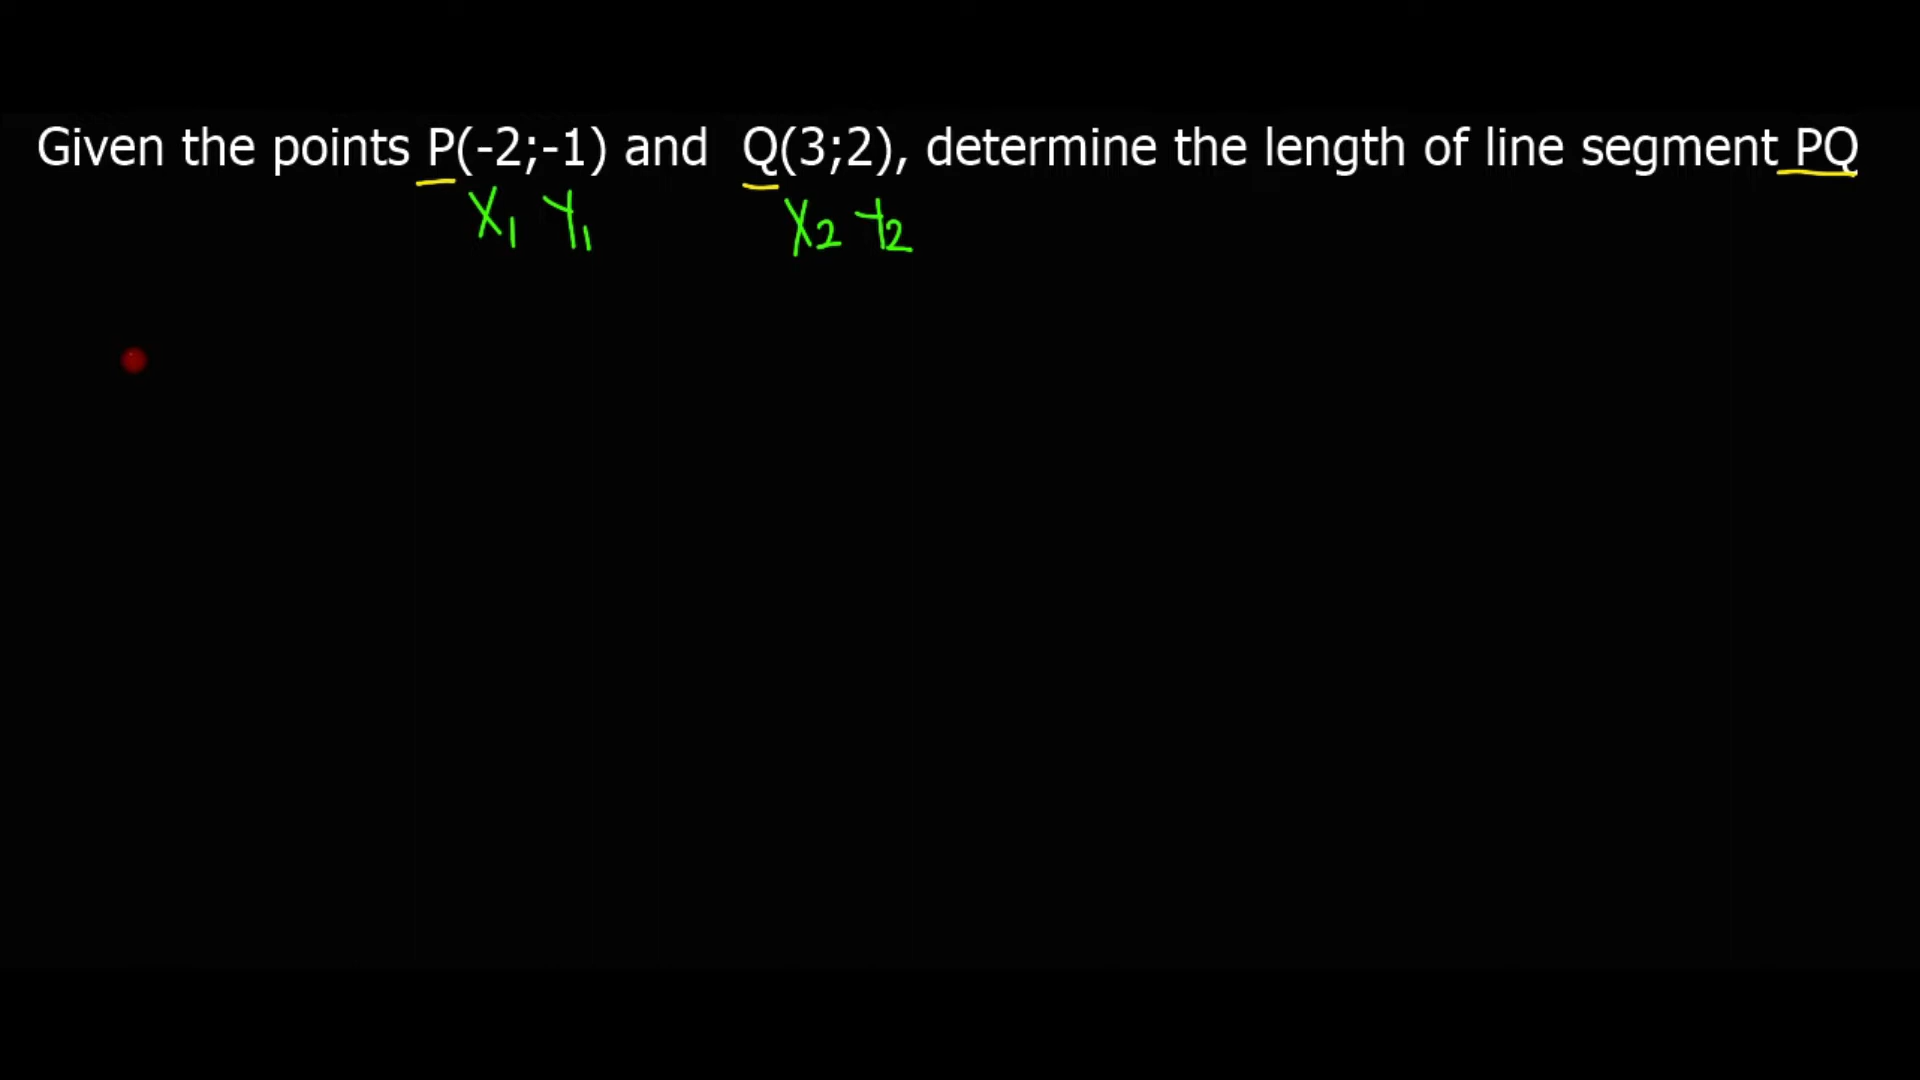 Given the points P(-2;-1) and Q(3;2), determine the length of line segment PQ
X1 Y1 X2 Y2